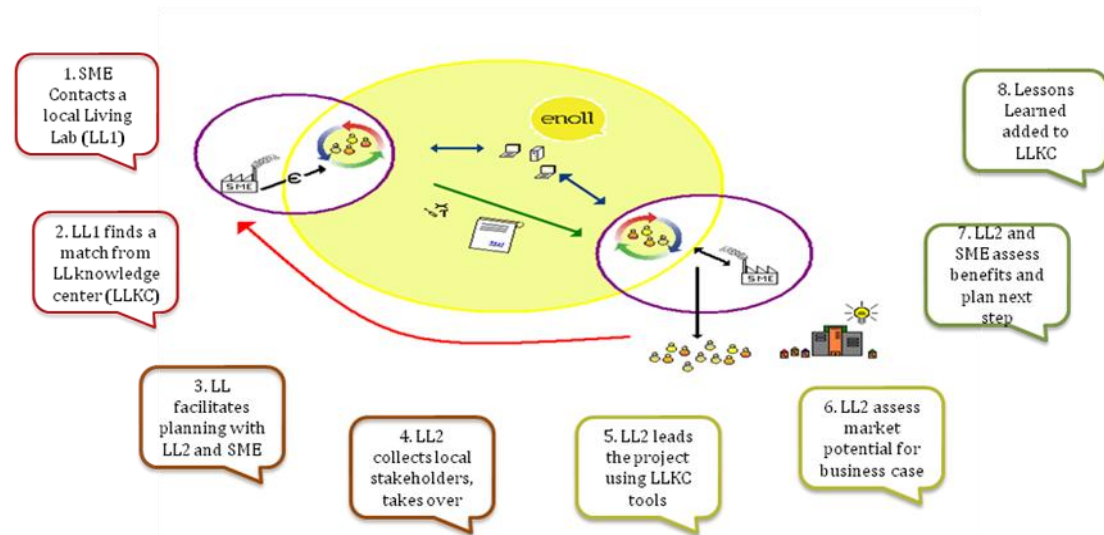 1. SME
Contacts a
local Living
Lab (LL1)
2. LL1 finds a
match from
LL knowledge
center (LLKC)
3. LL
facilitates
planning with
LL2 and SME
4. LL2
collects local
stakeholders,
takes over
5. LL2 leads
the project
using LLKC
tools
6. LL2 assess
market
potential for
business case
7. LL2 and
SME assess
benefits and
plan next
step
8. Lessons
Learned
added to
LLKC
enoll
SME
€
SME